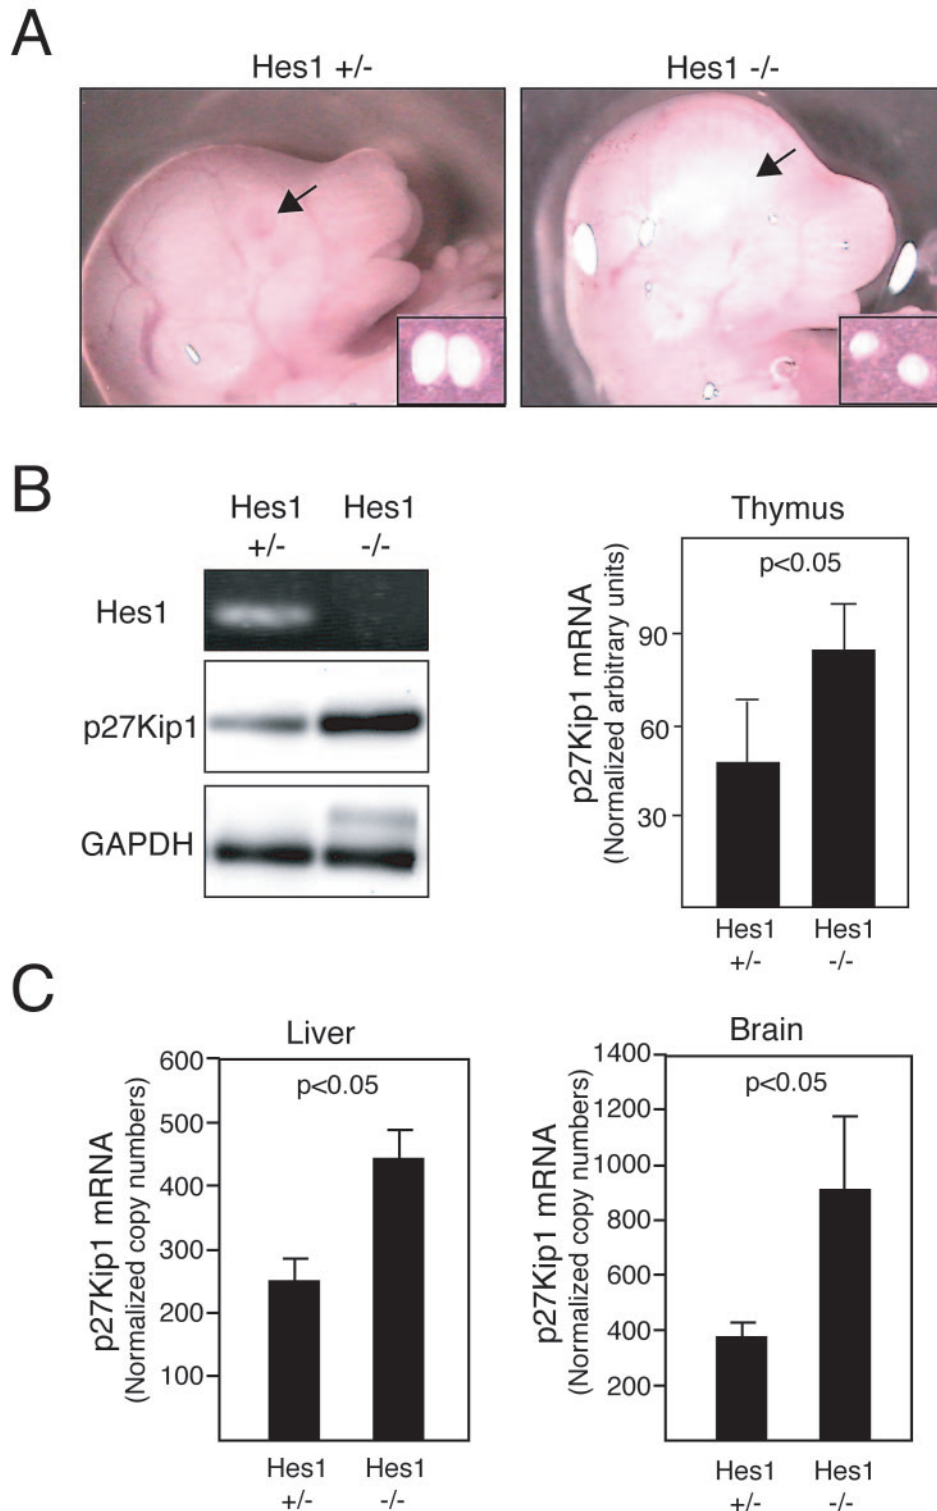 A
Hes1 +/-
Hes1 -/-
B
Hes1
+/-
Hes1
-/-
Hes1
p27Kip1
GAPDH
Thymus
p<0.05
p27Kip1 mRNA
(Normalized arbitrary units)
90
60
30
Hes1
+/-
Hes1
-/-
C
Liver
p<0.05
p27Kip1 mRNA
(Normalized copy numbers)
600
500
400
300
200
100
Hes1
+/-
Hes1
-/-
Brain
p<0.05
p27Kip1 mRNA
(Normalized copy numbers)
1400
1200
1000
800
600
400
200
Hes1
+/-
Hes1
-/-